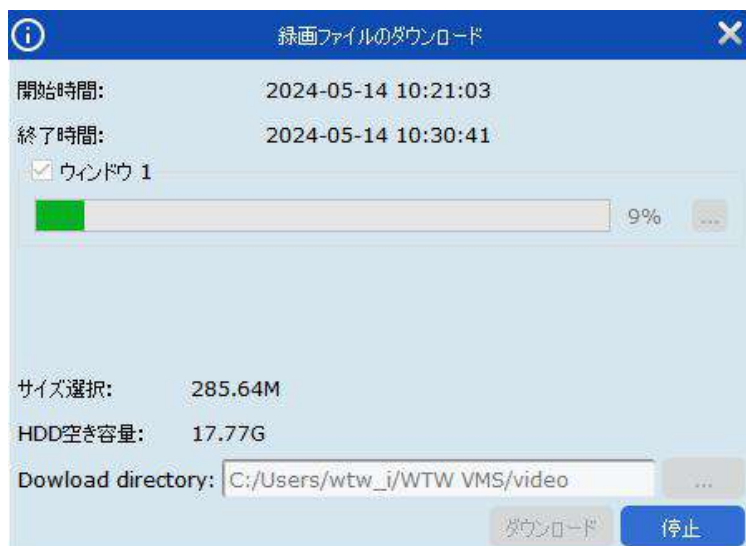 録画ファイルのダウンロード
開始時間: 2024-05-14 10:21:03
終了時間: 2024-05-14 10:30:41
ウィンドウ 1
9% ...
サイズ選択: 285.64M
HDD空き容量: 17.77G
Dowload directory: C:/Users/wtw_i/WTW VMS/video ...
ダウンロード 停止